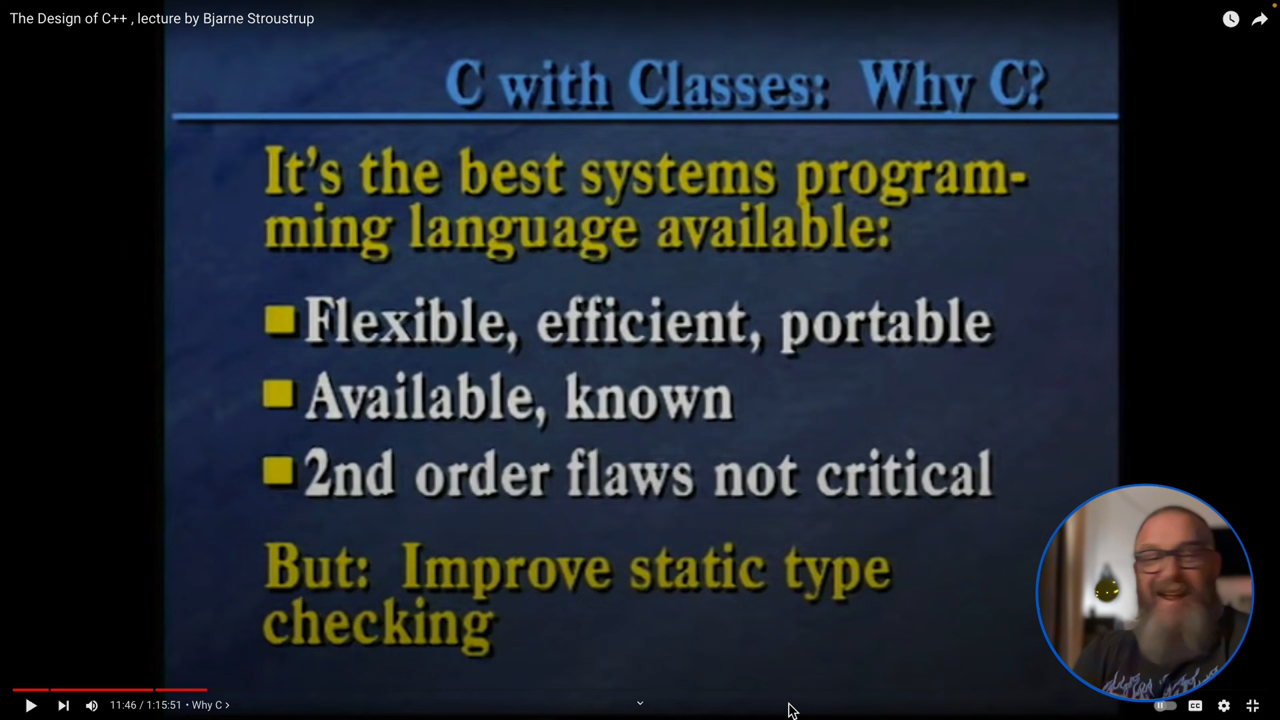 The Design of C++ , lecture by Bjarne Stroustrup
C with Classes: Why C?
It's the best systems program-
ming language available:
Flexible, efficient, portable
Available, known
2nd order flaws not critical
But: Improve static type
checking
11:46 / 1:15:51 • Why C ›
CC